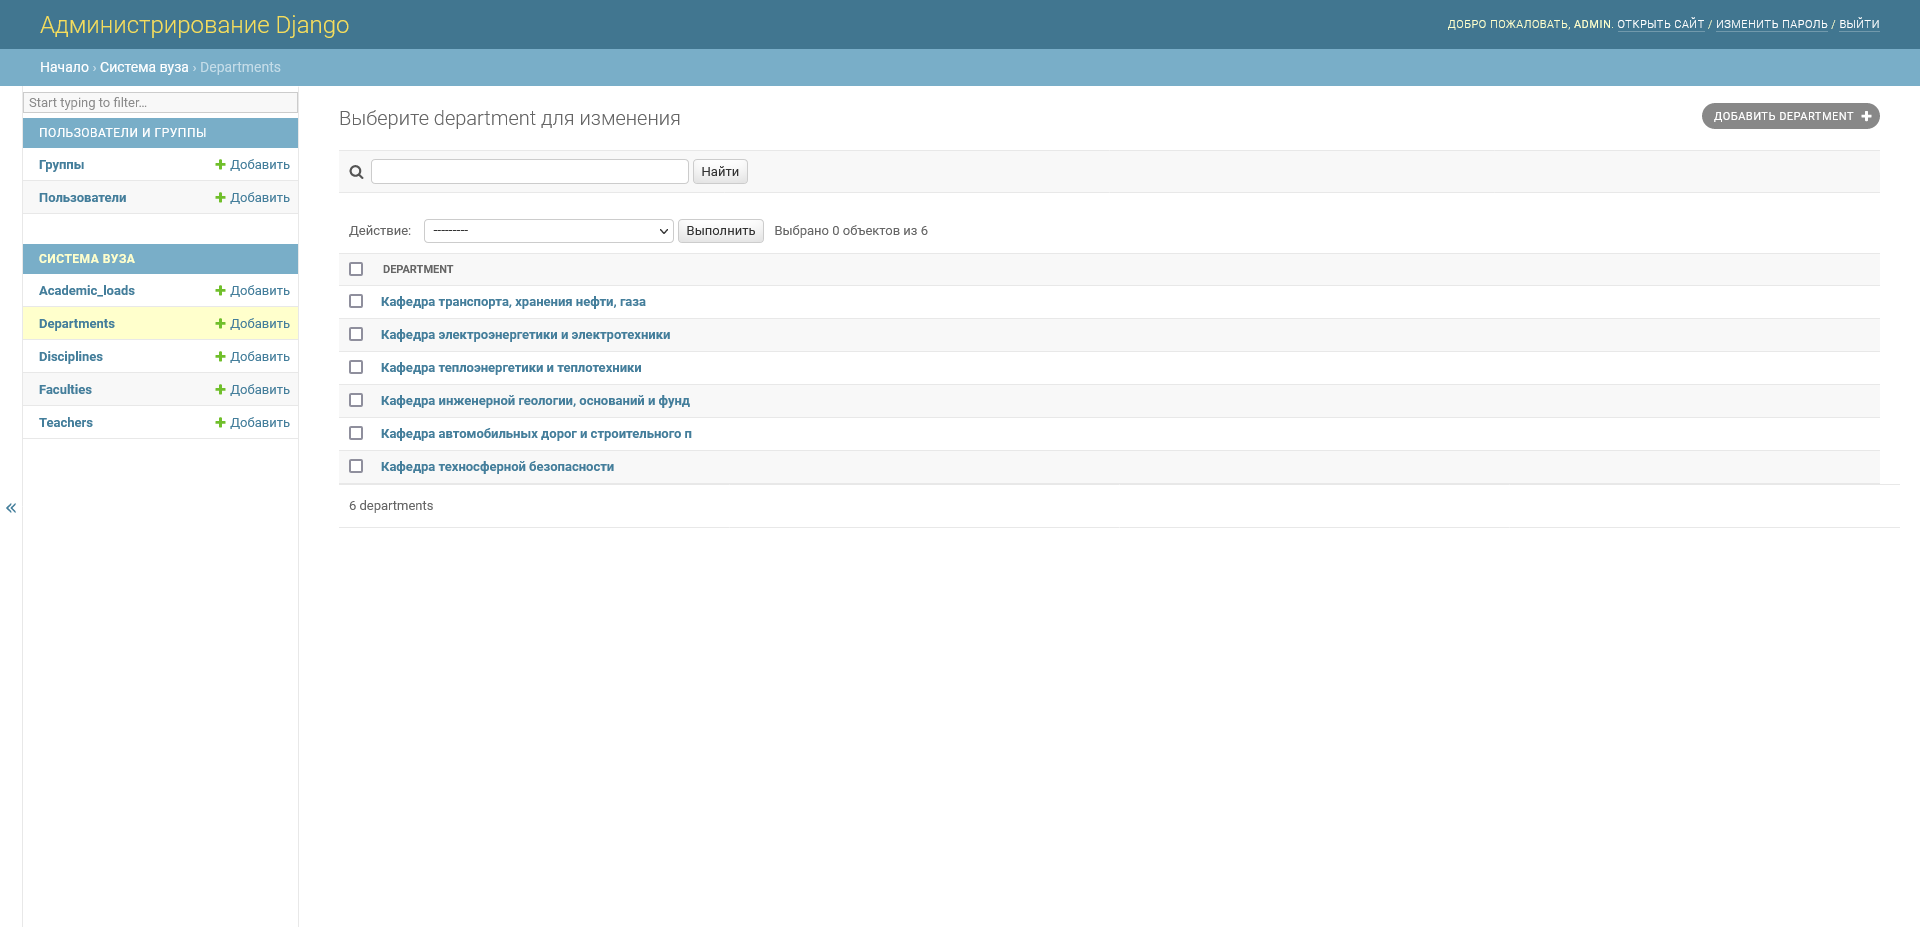 Администрирование Django
ДОБРО ПОЖАЛОВАТЬ, ADMIN. ОТКРЫТЬ САЙТ / ИЗМЕНИТЬ ПАРОЛЬ / ВЫЙТИ
Начало › Система вуза › Departments
Start typing to filter...
ПОЛЬЗОВАТЕЛИ И ГРУППЫ
Группы + Добавить
Пользователи + Добавить
СИСТЕМА ВУЗА
Academic_loads + Добавить
Departments + Добавить
Disciplines + Добавить
Faculties + Добавить
Teachers + Добавить
«
Выберите department для изменения
ДОБАВИТЬ DEPARTMENT +
Найти
Действие: --------- Выполнить Выбрано 0 объектов из 6
DEPARTMENT
Кафедра транспорта, хранения нефти, газа
Кафедра электроэнергетики и электротехники
Кафедра теплоэнергетики и теплотехники
Кафедра инженерной геологии, оснований и фунд
Кафедра автомобильных дорог и строительного п
Кафедра техносферной безопасности
6 departments